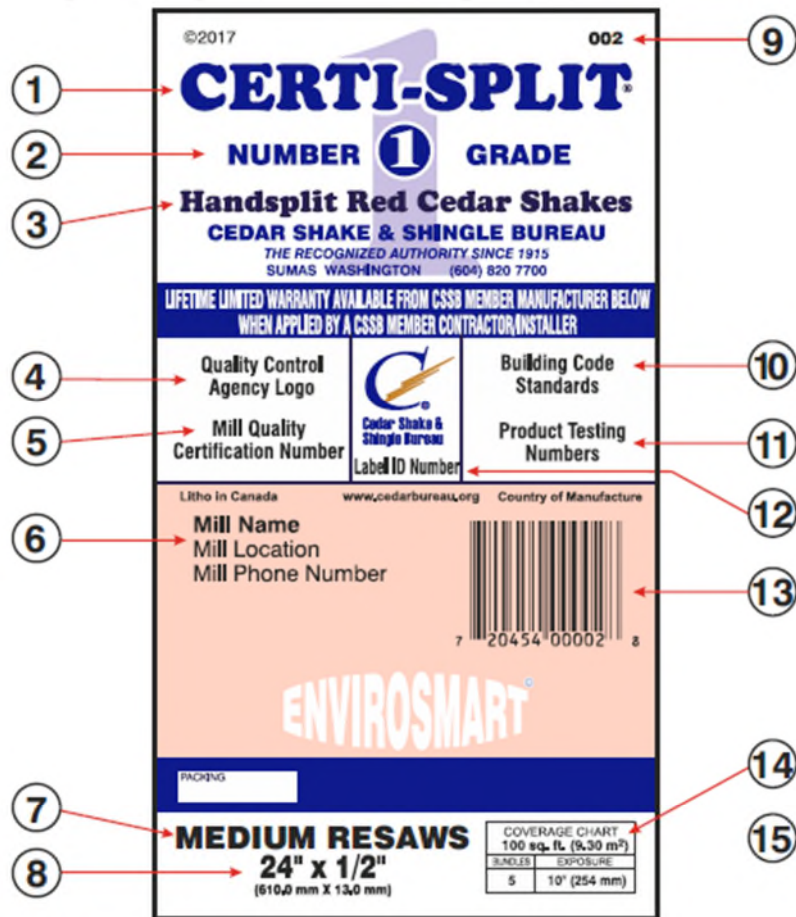 ©2017
002
9
1
CERTI-SPLIT®
2
NUMBER 1 GRADE
3
Handsplit Red Cedar Shakes
CEDAR SHAKE & SHINGLE BUREAU
THE RECOGNIZED AUTHORITY SINCE 1915
SUMAS WASHINGTON (604) 820 7700
LIFETIME LIMITED WARRANTY AVAILABLE FROM CSSB MEMBER MANUFACTURER BELOW
WHEN APPLIED BY A CSSB MEMBER CONTRACTOR/INSTALLER
4
Quality Control
Agency Logo
5
Mill Quality
Certification Number
C®
Cedar Shake &
Shingle Bureau
Label ID Number
Building Code
Standards
10
Product Testing
Numbers
11
12
Litho in Canada www.cedarbureau.org Country of Manufacture
6
Mill Name
Mill Location
Mill Phone Number
13
7 20454 00002 8
ENVIROSMART©
PACKING
7
MEDIUM RESAWS
8
24" x 1/2"
(610.0 mm X 13.0 mm)
COVERAGE CHART
100 sq. ft. (9.30 m²)
BUNDLES EXPOSURE
5 10" (254 mm)
14
15